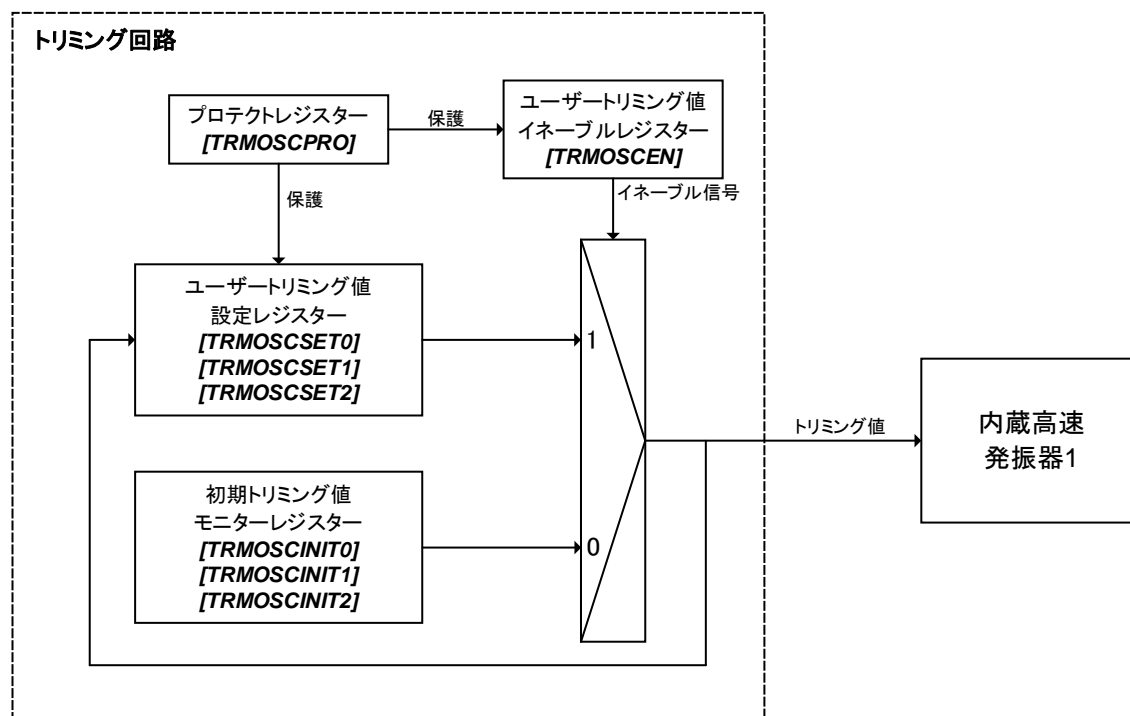 トリミング回路
プロテクトレジスター
[TRMOSCPRO]
保護
ユーザートリミング値
イネーブルレジスター
[TRMOSCEN]
保護
イネーブル信号
ユーザートリミング値
設定レジスター
[TRMOSCSET0]
[TRMOSCSET1]
[TRMOSCSET2]
1
トリミング値
内蔵高速
発振器1
初期トリミング値
モニターレジスター
[TRMOSCINIT0]
[TRMOSCINIT1]
[TRMOSCINIT2]
0